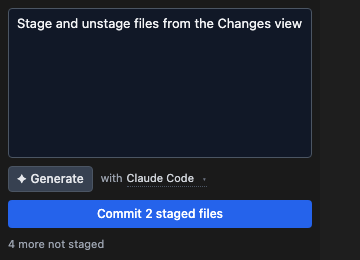 Stage and unstage files from the Changes view
Generate with Claude Code
Commit 2 staged files
4 more not staged